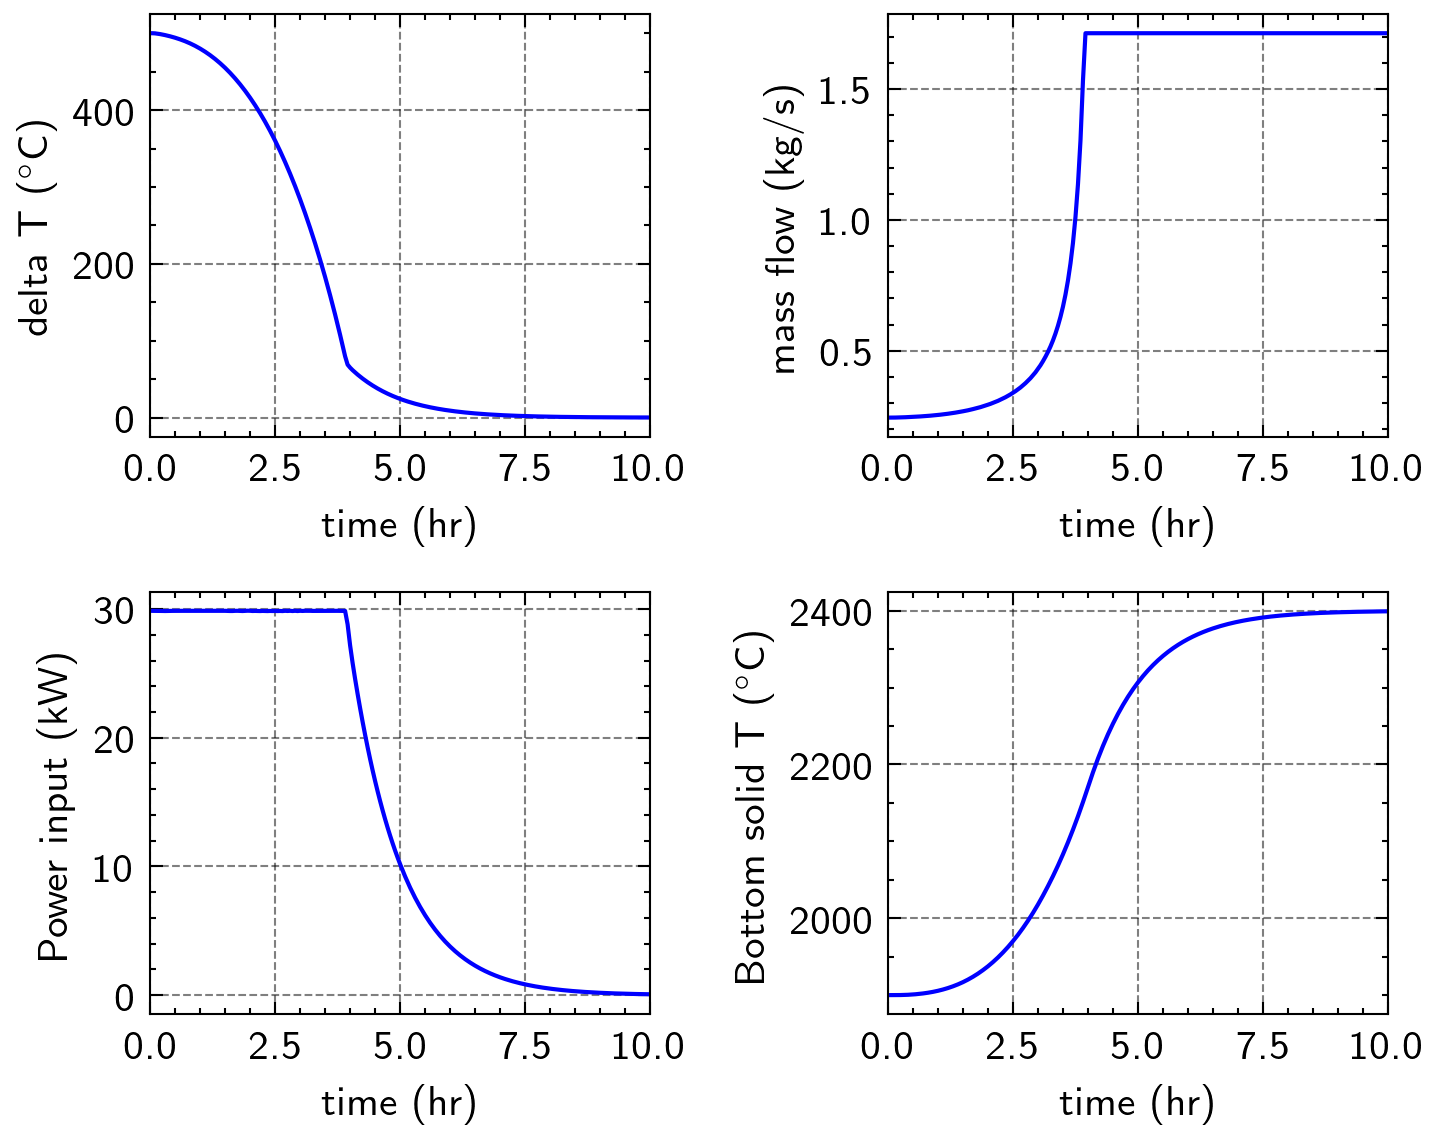 delta T (°C)
400
200
0
0.0 2.5 5.0 7.5 10.0
time (hr)
mass flow (kg/s)
1.5
1.0
0.5
0.0 2.5 5.0 7.5 10.0
time (hr)
Power input (kW)
30
20
10
0
0.0 2.5 5.0 7.5 10.0
time (hr)
Bottom solid T (°C)
2400
2200
2000
0.0 2.5 5.0 7.5 10.0
time (hr)